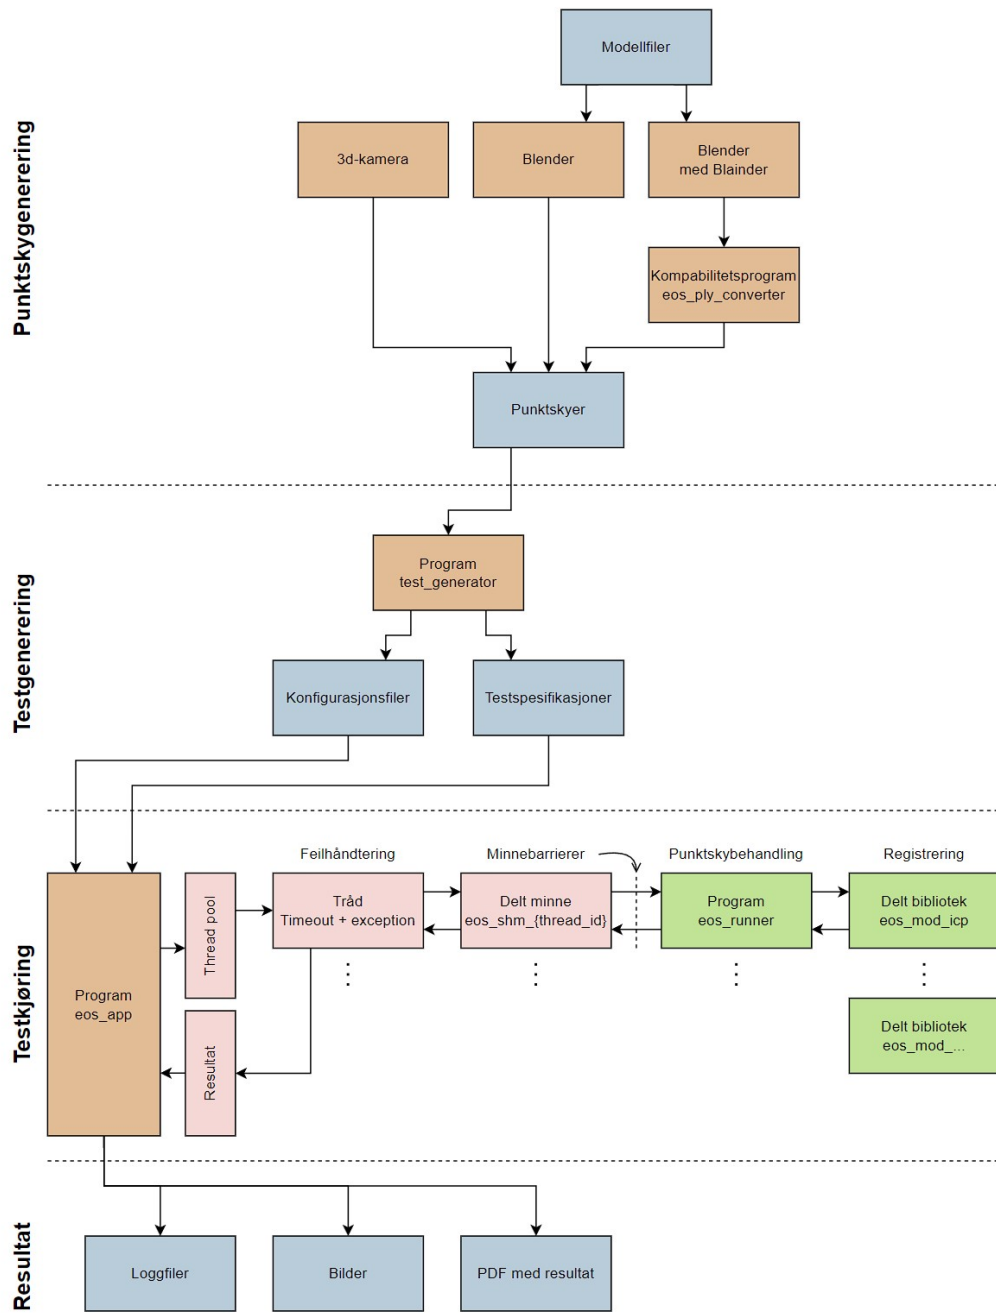 Punktskygenerering
Modellfiler
3d-kamera
Blender
Blender
med Blainder
Kompabilitetsprogram
eos_ply_converter
Punktskyer
Testgenerering
Program
test_generator
Konfigurasjonsfiler
Testspesifikasjoner
Testkjøring
Feilhåndtering
Minnebarrierer
Punktskybehandling
Registrering
Program
eos_app
Thread pool
Tråd
Timeout + exception
Delt minne
eos_shm_{thread_id}
Program
eos_runner
Delt bibliotek
eos_mod_icp
Resultat
Delt bibliotek
eos_mod_...
Resultat
Loggfiler
Bilder
PDF med resultat